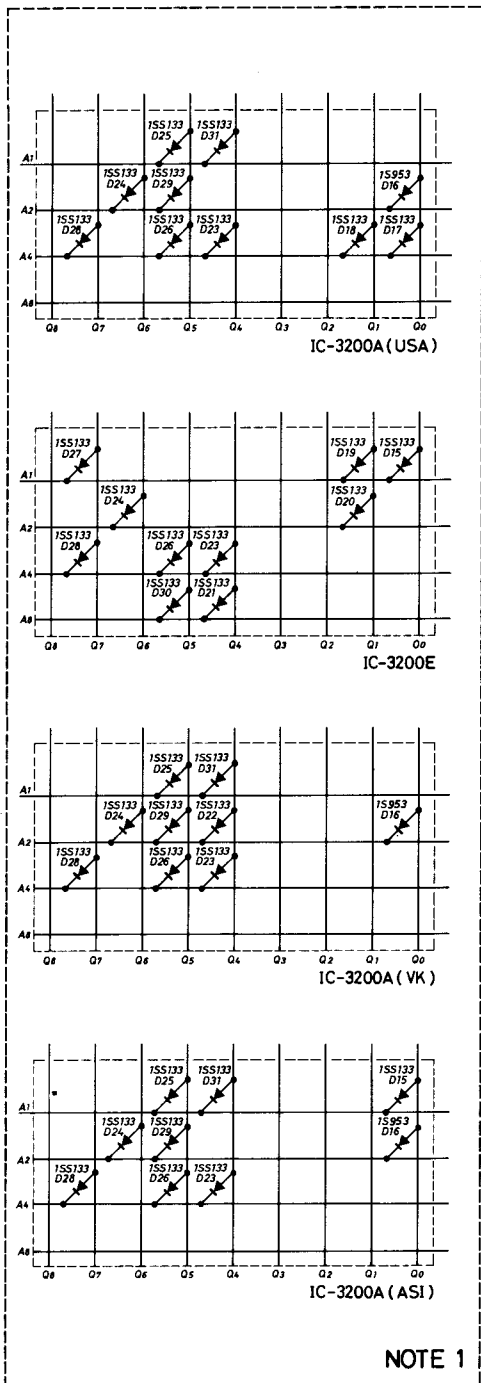 1SS133 1SS133
D25 D31
A1
1SS133 1SS133 1S953
D24 D29 D16
A2
1SS133 1SS133 1SS133 1SS133 1SS133
D28 D26 D23 D18 D17
A4
A8
Q8 Q7 Q6 Q5 Q4 Q3 Q2 Q1 Q0
IC-3200A (USA)
1SS133 1SS133 1SS133
D27 D19 D15
A1
1SS133 1SS133
D24 D20
A2
1SS133 1SS133 1SS133
D28 D26 D23
A4
1SS133 1SS133
D30 D21
A8
Q8 Q7 Q6 Q5 Q4 Q3 Q2 Q1 Q0
IC-3200E
1SS133 1SS133
D25 D31
A1
1SS133 1SS133 1SS133 1S953
D24 D29 D22 D16
A2
1SS133 1SS133 1SS133
D28 D26 D23
A4
A8
Q8 Q7 Q6 Q5 Q4 Q3 Q2 Q1 Q0
IC-3200A (VK)
1SS133 1SS133 1SS133
D25 D31 D15
A1
1SS133 1SS133 1S953
D24 D29 D16
A2
1SS133 1SS133 1SS133
D28 D26 D23
A4
A8
Q8 Q7 Q6 Q5 Q4 Q3 Q2 Q1 Q0
IC-3200A (ASI)
NOTE 1